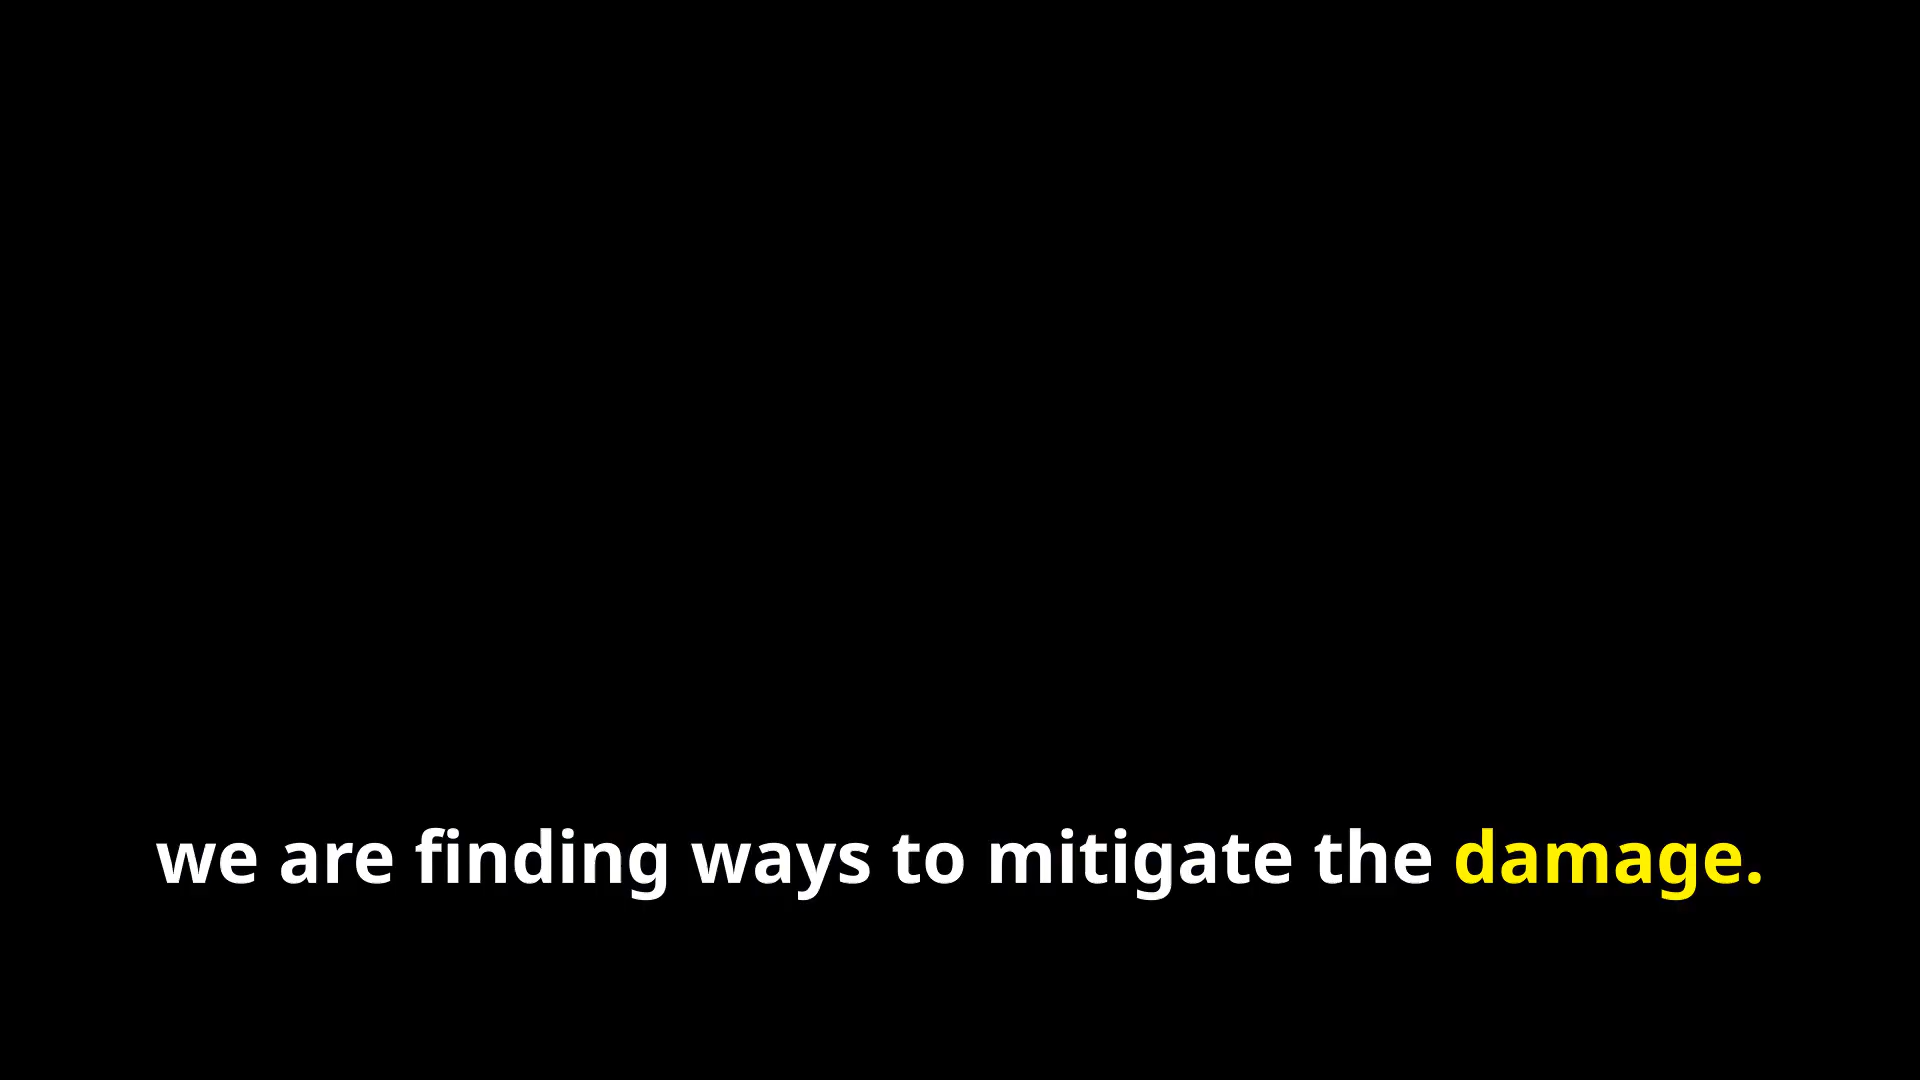 we are finding ways to mitigate the damage.